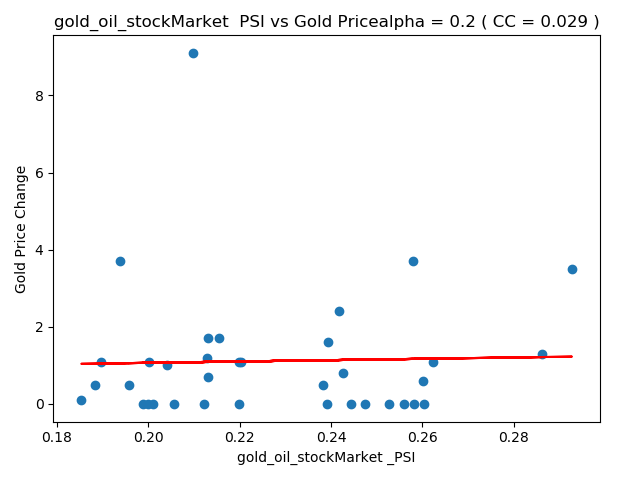 gold_oil_stockMarket  PSI vs Gold Pricealpha = 0.2 ( CC = 0.029 )
Gold Price Change
8
6
4
2
0
0.18 0.20 0.22 0.24 0.26 0.28
gold_oil_stockMarket _PSI